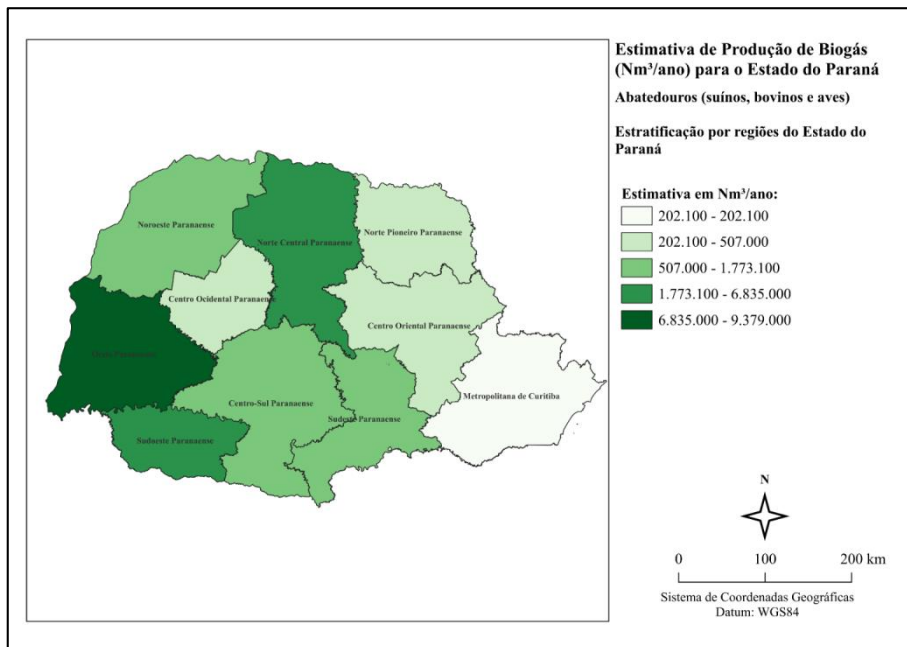 Estimativa de Produção de Biogás
(Nm³/ano) para o Estado do Paraná
Abatedouros (suínos, bovinos e aves)
Estratificação por regiões do Estado do
Paraná
Estimativa em Nm³/ano:
202.100 - 202.100
202.100 - 507.000
507.000 - 1.773.100
1.773.100 - 6.835.000
6.835.000 - 9.379.000
Noroeste Paranaense
Norte Central Paranaense
Norte Pioneiro Paranaense
Centro Ocidental Paranaense
Centro Oriental Paranaense
Oeste Paranaense
Centro-Sul Paranaense
Sudeste Paranaense
Metropolitana de Curitiba
Sudoeste Paranaense
N
0 100 200 km
Sistema de Coordenadas Geográficas
Datum: WGS84